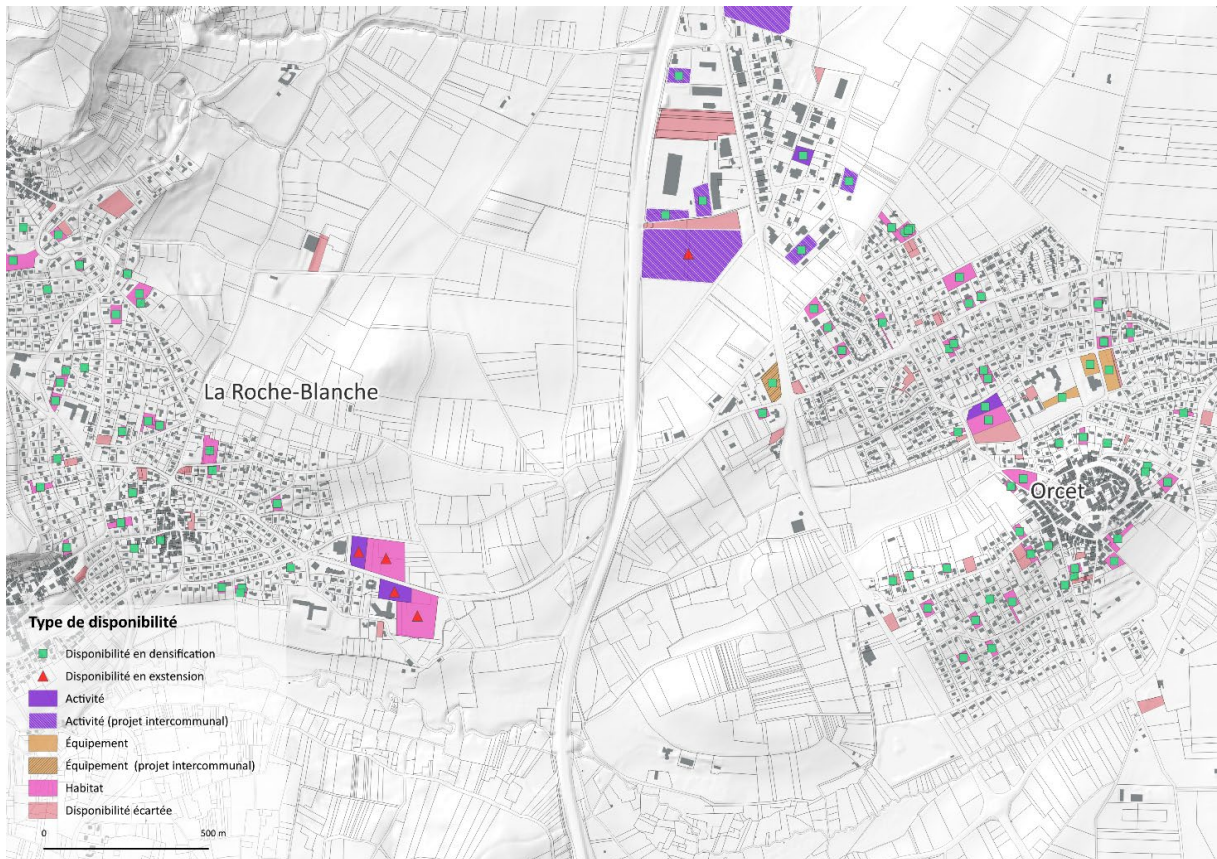 La Roche-Blanche
Orcet
Type de disponibilité
Disponibilité en densification
Disponibilité en exstension
Activité
Activité (projet intercommunal)
Équipement
Équipement (projet intercommunal)
Habitat
Disponibilité écartée
0 500 m